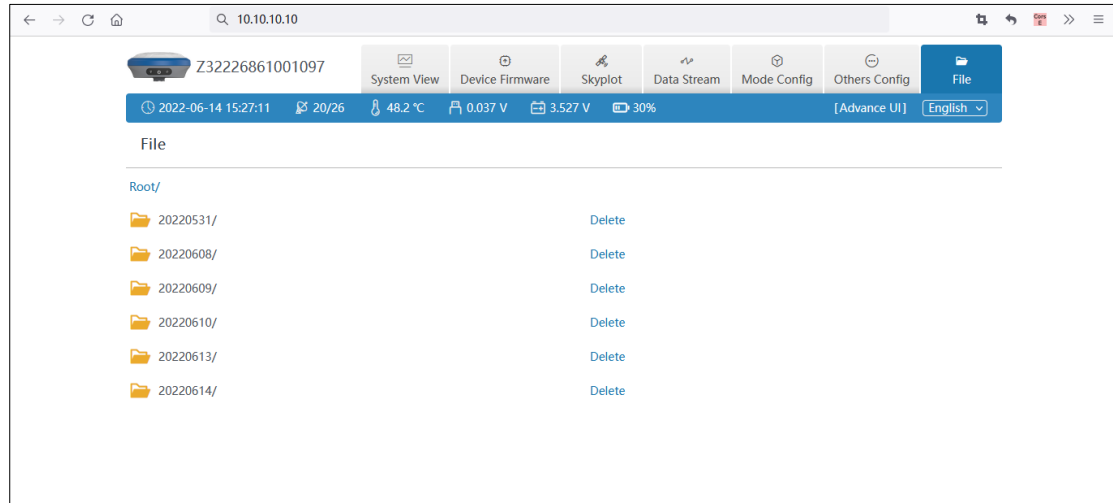 10.10.10.10
Com
E
Z32226861001097
System View Device Firmware Skyplot Data Stream Mode Config Others Config File
2022-06-14 15:27:11 20/26 48.2 ℃ 0.037 V 3.527 V 30% [Advance UI] English
File
Root/
20220531/ Delete
20220608/ Delete
20220609/ Delete
20220610/ Delete
20220613/ Delete
20220614/ Delete